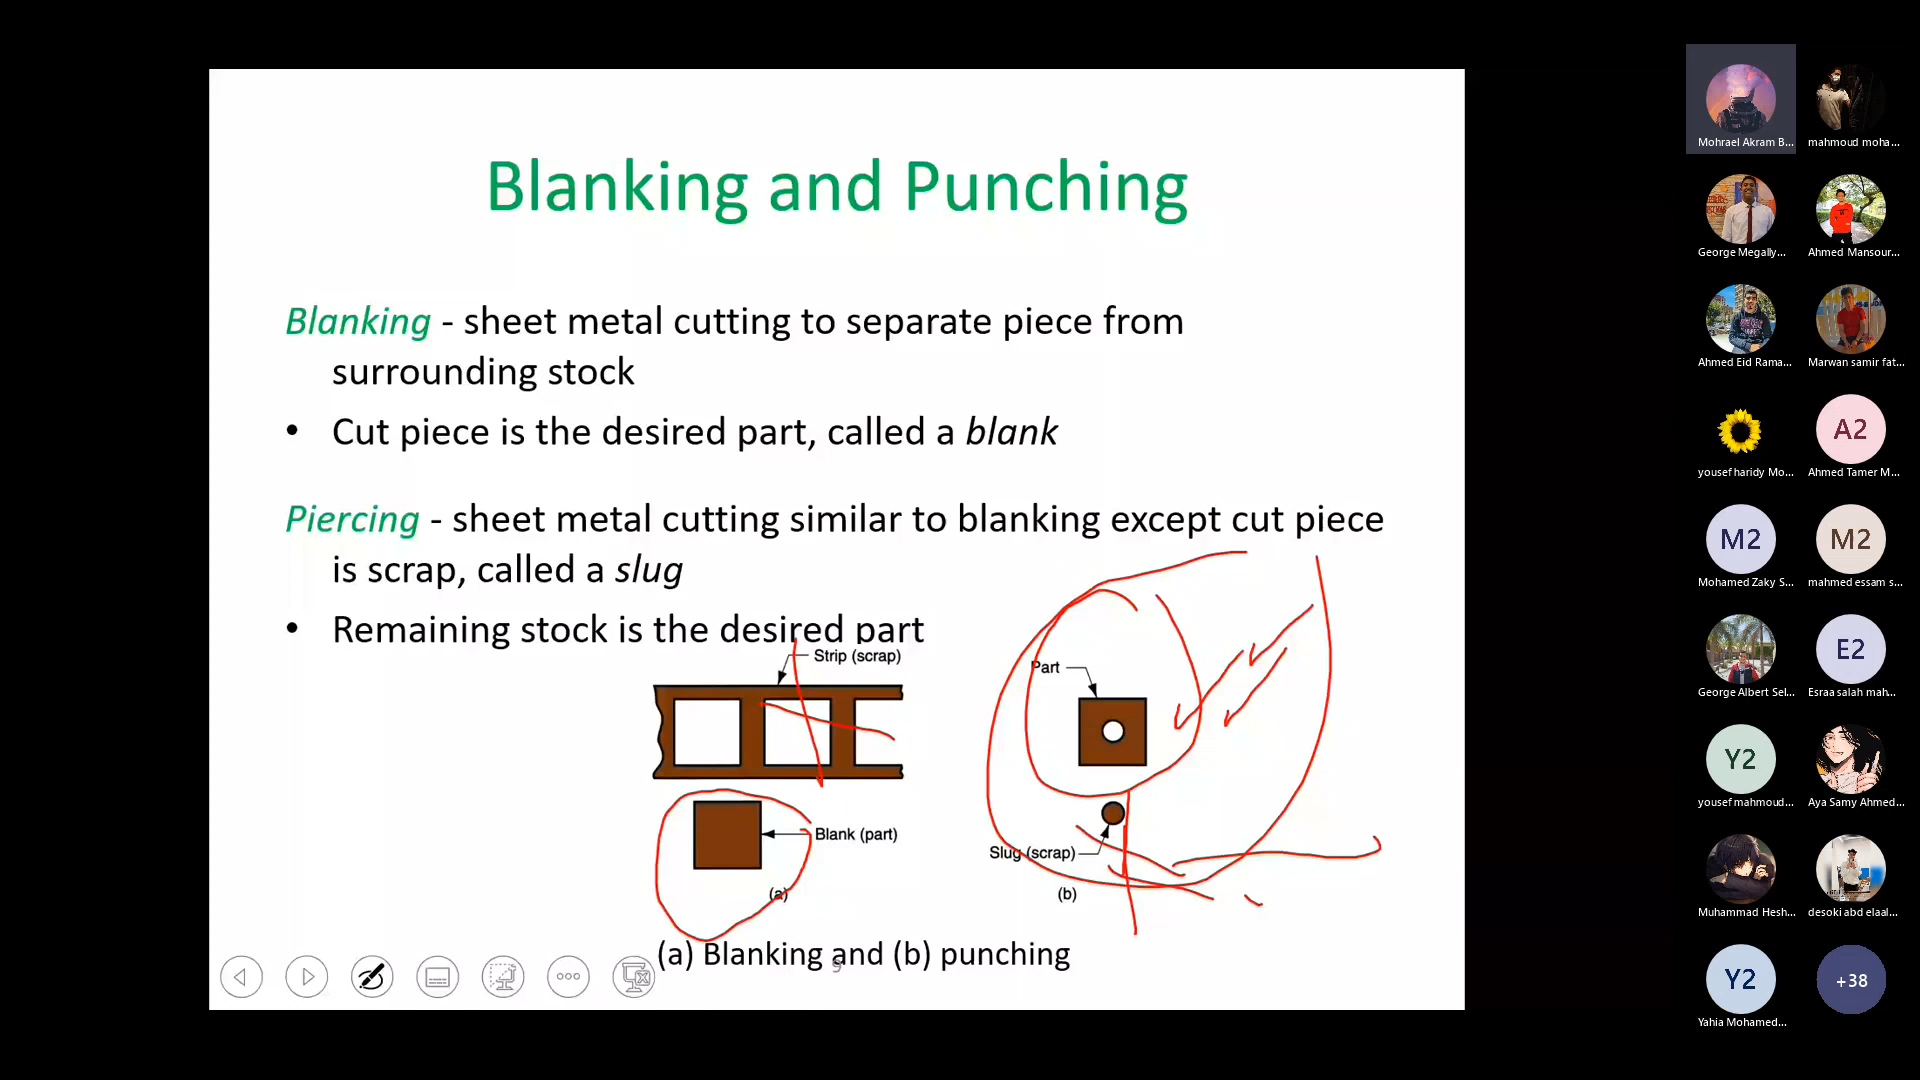 Blanking and Punching
Blanking - sheet metal cutting to separate piece from
surrounding stock
• Cut piece is the desired part, called a blank
Piercing - sheet metal cutting similar to blanking except cut piece
is scrap, called a slug
• Remaining stock is the desired part
Strip (scrap)
Blank (part)
(a)
Part
Slug (scrap)
(b)
(a) Blanking and (b) punching
9
Mohrael Akram B...
mahmoud moha...
George Megally...
Ahmed Mansour...
Ahmed Eid Rama...
Marwan samir fat...
yousef haridy Mo...
A2
Ahmed Tamer M...
M2
Mohamed Zaky S...
M2
mahmed essam s...
George Albert Sel...
E2
Esraa salah mah...
Y2
yousef mahmoud...
Aya Samy Ahmed...
Muhammad Hesh...
desoki abd elaal...
Y2
Yahia Mohamed...
+38